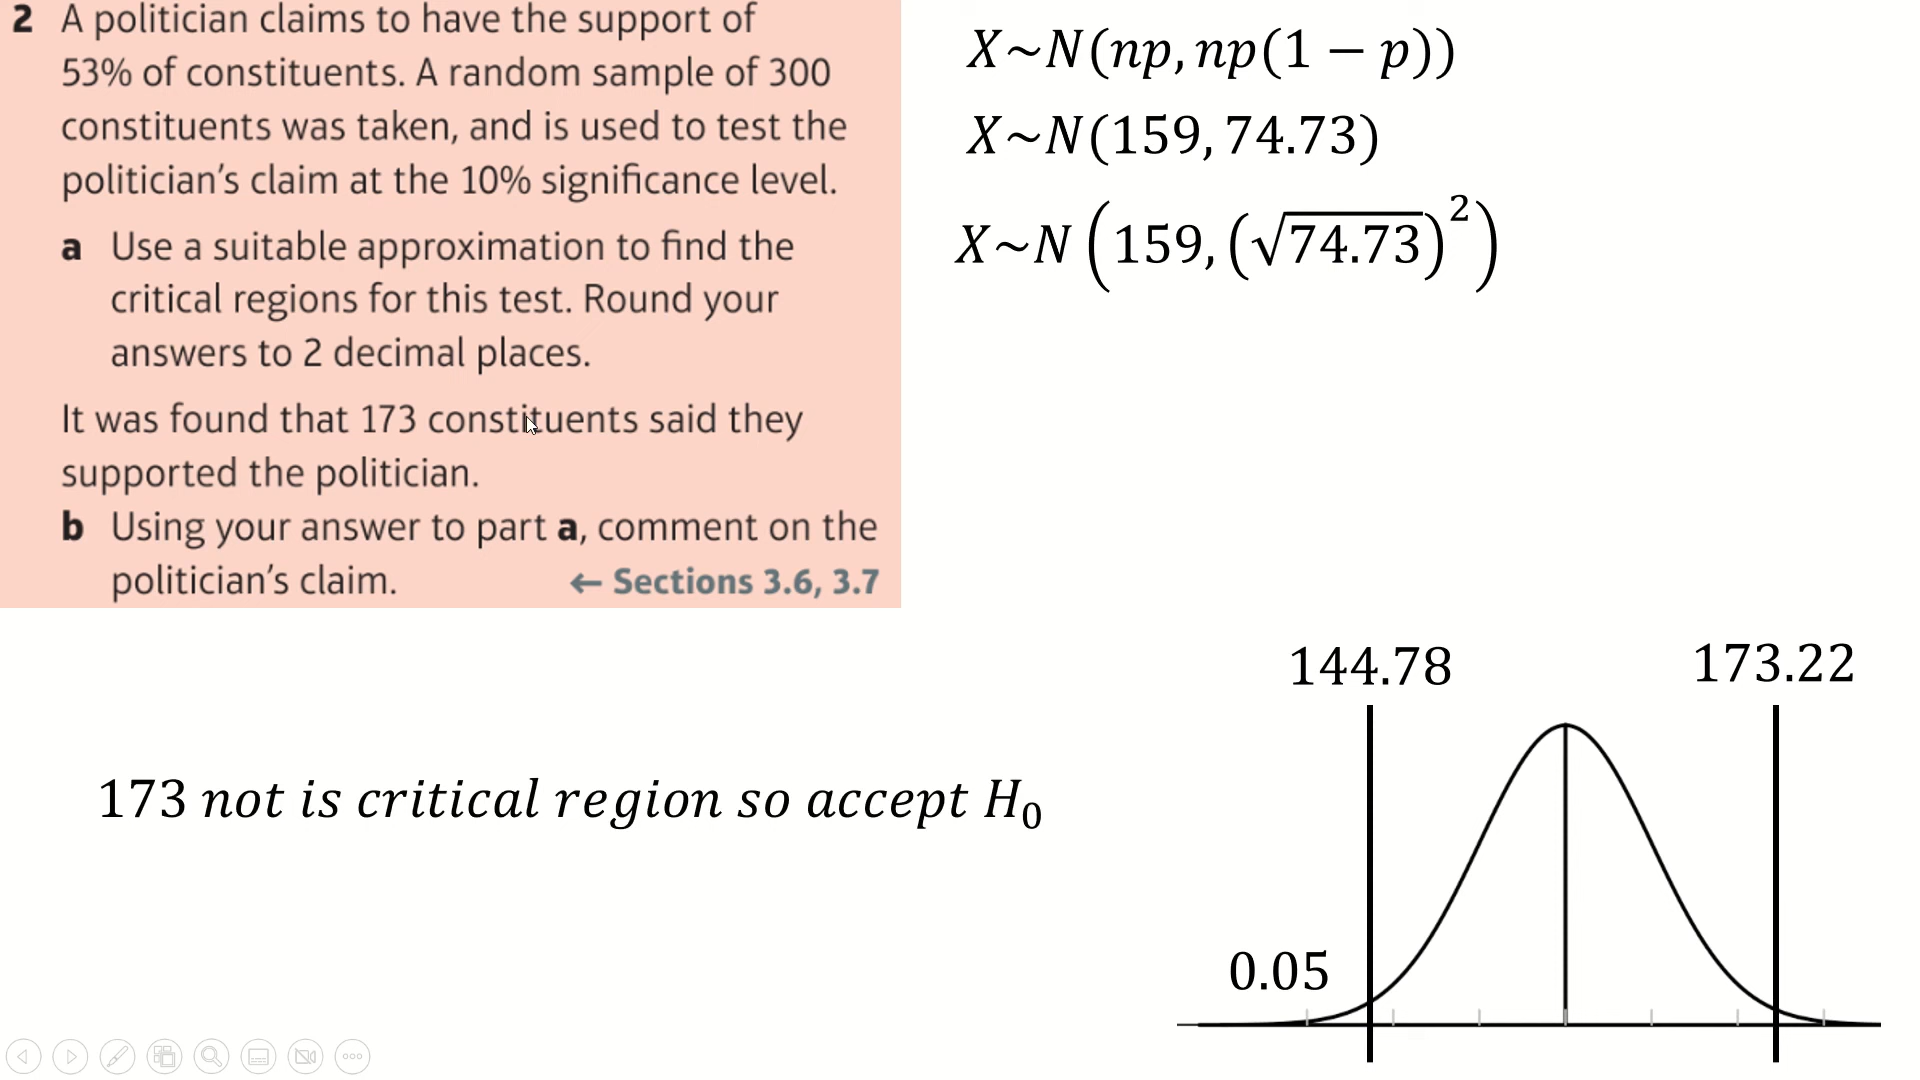 2 A politician claims to have the support of
53% of constituents. A random sample of 300
constituents was taken, and is used to test the
politician's claim at the 10% significance level.
a Use a suitable approximation to find the
critical regions for this test. Round your
answers to 2 decimal places.
It was found that 173 constituents said they
supported the politician.
b Using your answer to part a, comment on the
politician's claim. ← Sections 3.6, 3.7
X~N(np, np(1 − p))
X~N(159, 74.73)
X~N(159, (√74.73)²)
144.78 173.22
173 not is critical region so accept H₀
0.05